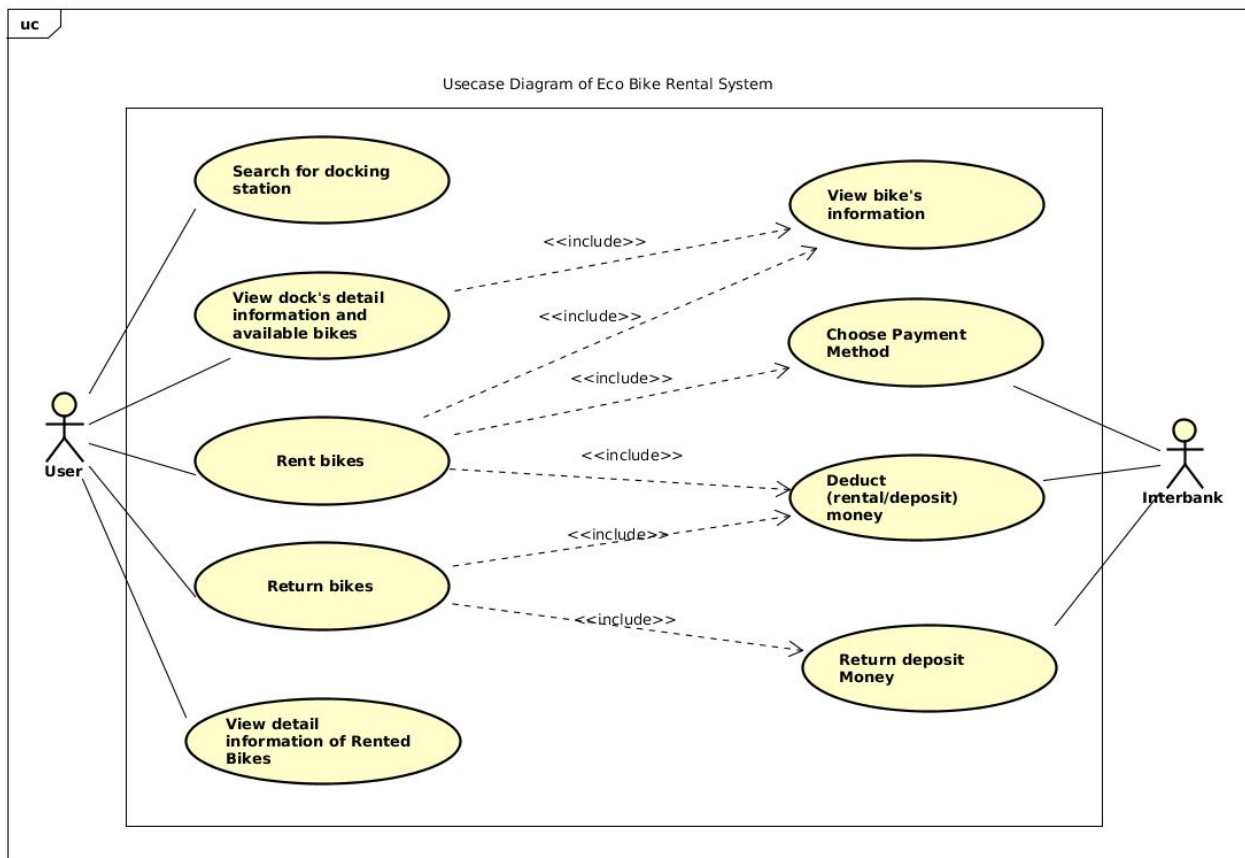 uc
Usecase Diagram of Eco Bike Rental System
Search for docking
station
View bike's
information
<<include>>
View dock's detail
information and
available bikes
<<include>>
Choose Payment
Method
<<include>>
User
Rent bikes
<<include>>
Deduct
(rental/deposit)
money
Interbank
<<include>>
Return bikes
<<include>>
Return deposit
Money
View detail
information of Rented
Bikes